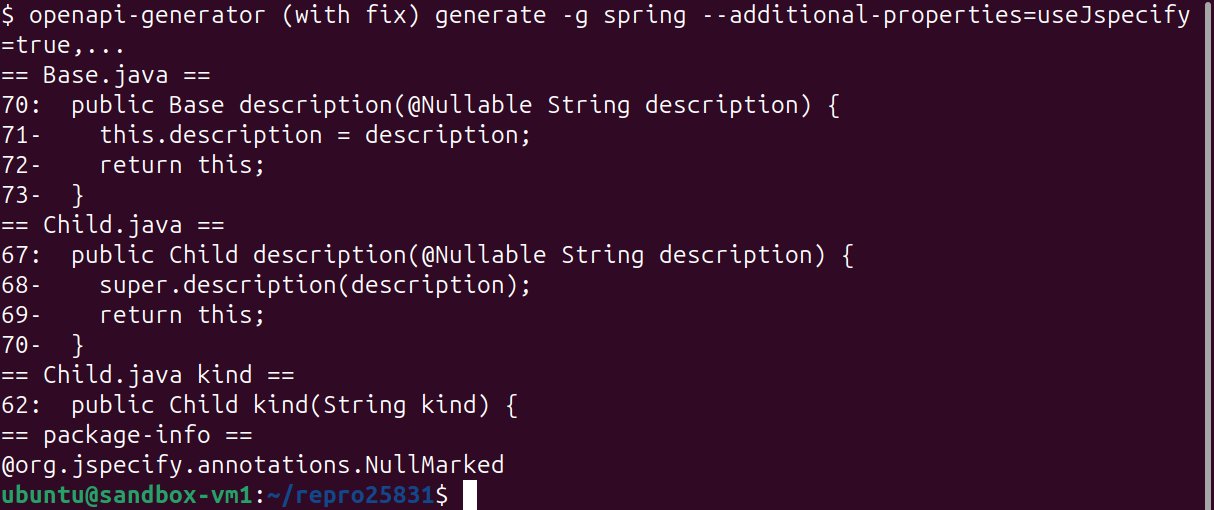 $ openapi-generator (with fix) generate -g spring --additional-properties=useJspecify
=true,...
== Base.java ==
70:  public Base description(@Nullable String description) {
71-    this.description = description;
72-    return this;
73-  }
== Child.java ==
67:  public Child description(@Nullable String description) {
68-    super.description(description);
69-    return this;
70-  }
== Child.java kind ==
62:  public Child kind(String kind) {
== package-info ==
@org.jspecify.annotations.NullMarked
ubuntu@sandbox-vm1:~/repro25831$